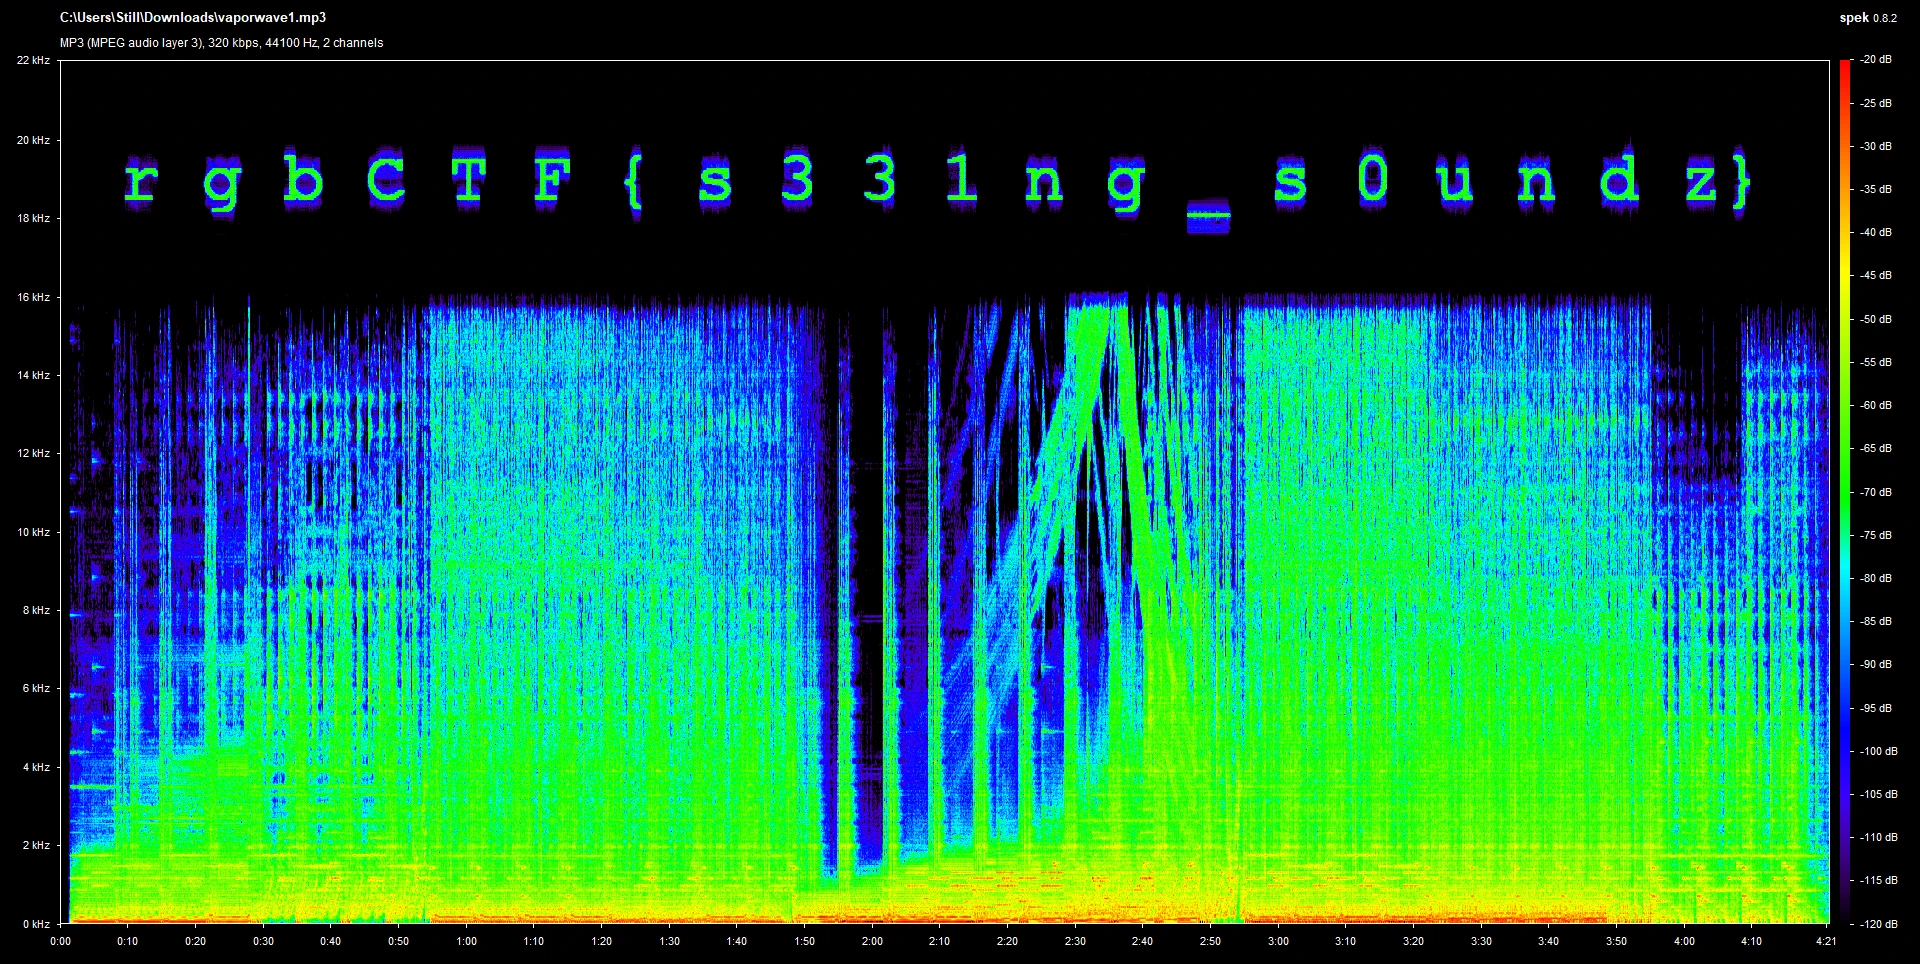 C:\Users\Still\Downloads\vaporwave1.mp3
spek 0.8.2
MP3 (MPEG audio layer 3), 320 kbps, 44100 Hz, 2 channels
22 kHz
20 kHz
18 kHz
16 kHz
14 kHz
12 kHz
10 kHz
8 kHz
6 kHz
4 kHz
2 kHz
0 kHz
r g b C T F { s 3 3 1 n g _ s 0 u n d z }
-20 dB
-25 dB
-30 dB
-35 dB
-40 dB
-45 dB
-50 dB
-55 dB
-60 dB
-65 dB
-70 dB
-75 dB
-80 dB
-85 dB
-90 dB
-95 dB
-100 dB
-105 dB
-110 dB
-115 dB
-120 dB
0:00 0:10 0:20 0:30 0:40 0:50 1:00 1:10 1:20 1:30 1:40 1:50 2:00 2:10 2:20 2:30 2:40 2:50 3:00 3:10 3:20 3:30 3:40 3:50 4:00 4:10 4:21